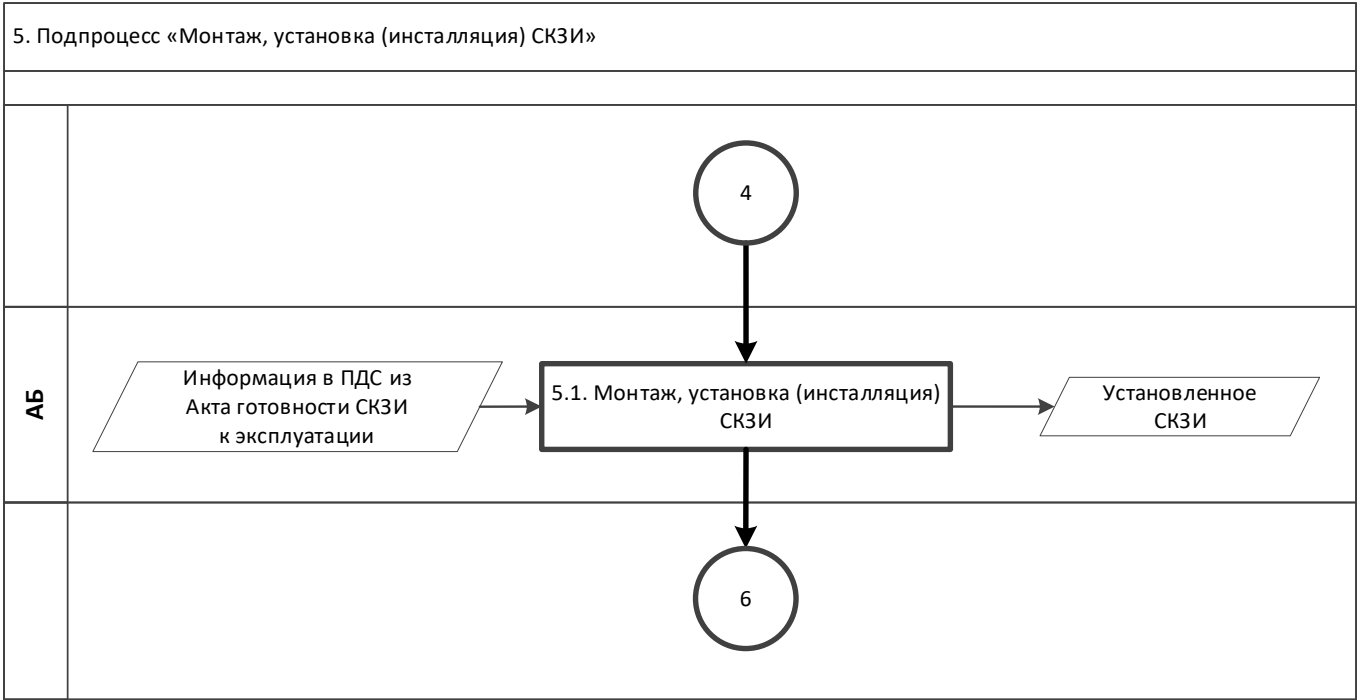 5. Подпроцесс «Монтаж, установка (инсталляция) СКЗИ»
4
АБ
Информация в ПДС из
Акта готовности СКЗИ
к эксплуатации
5.1. Монтаж, установка (инсталляция)
СКЗИ
Установленное
СКЗИ
6